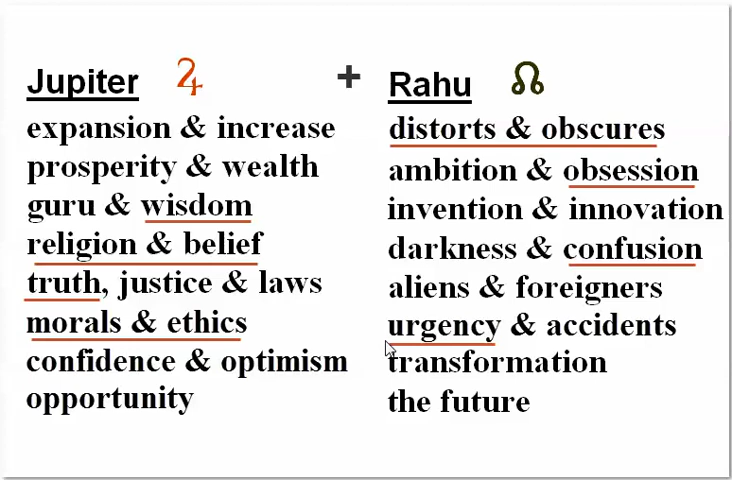 Jupiter ♃ + Rahu ☊
expansion & increase
prosperity & wealth
guru & wisdom
religion & belief
truth, justice & laws
morals & ethics
confidence & optimism
opportunity
distorts & obscures
ambition & obsession
invention & innovation
darkness & confusion
aliens & foreigners
urgency & accidents
transformation
the future